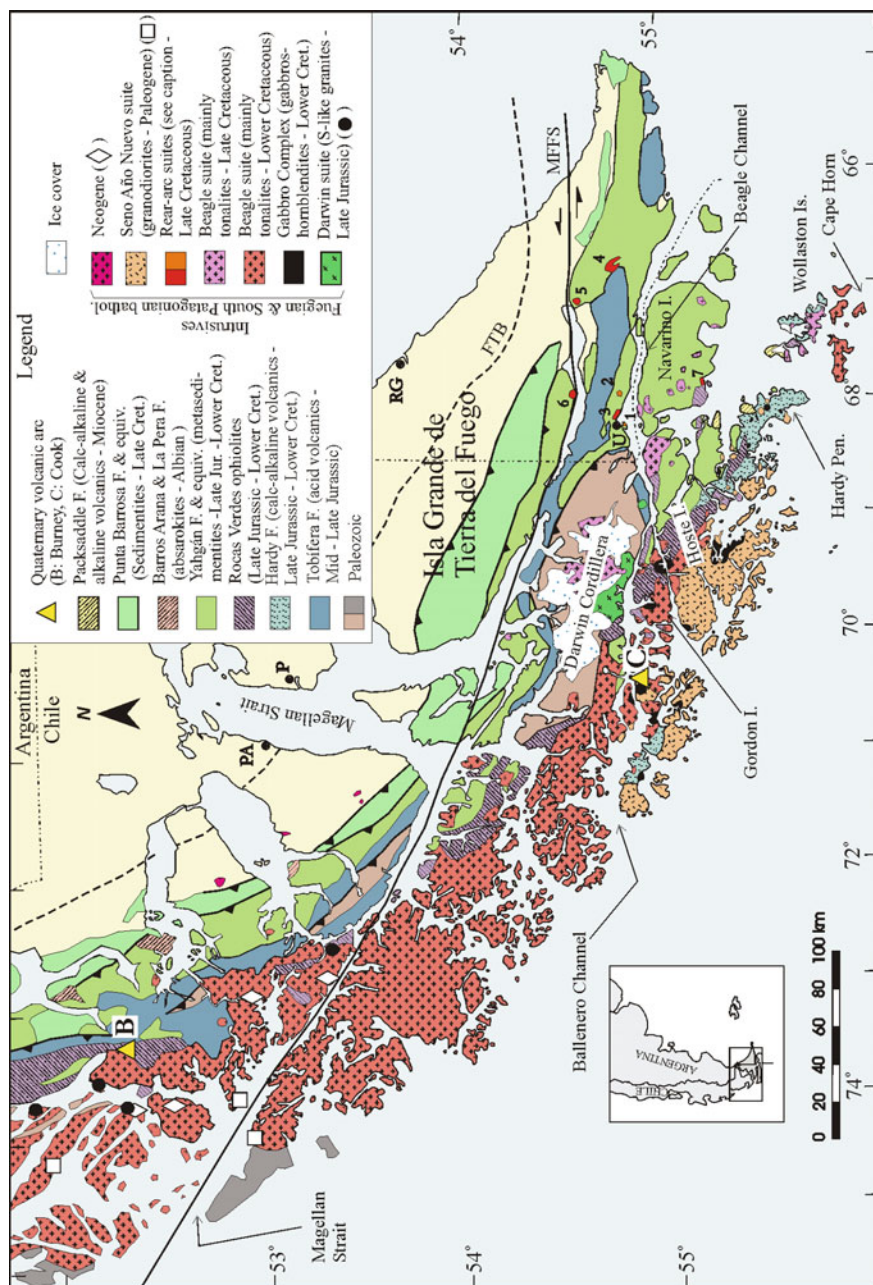 Legend
Quaternary volcanic arc
(B: Burney, C: Cook)
Packsaddle F. (Calc-alkaline &
alkaline volcanics - Miocene)
Punta Barrosa F. & equiv.
(Sedimentites - Late Cret.)
Barros Arana & La Pera F.
(absarokites - Albian)
Yahgán F. & equiv. (metasedi-
mentites -Late Jur. -Lower Cret.)
Rocas Verdes ophiolites
(Late Jurassic - Lower Cret.)
Hardy F. (calc-alkaline volcanics -
Late Jurassic - Lower Cret.)
Tobífera F. (acid volcanics -
Mid - Late Jurassic)
Paleozoic
Ice cover
Intrusives
Fuegian & South Patagonian bathol.
Neogene (◇)
Seno Año Nuevo suite
(granodiorites - Paleogene) (□)
Rear-arc suites (see caption -
Late Cretaceous)
Beagle suite (mainly
tonalites - Late Cretaceous)
Beagle suite (mainly
tonalites - Lower Cretaceous)
Gabbro Complex (gabbros-
hornblendites - Lower Cret.)
Darwin suite (S-like granites -
Late Jurassic) (●)
Argentina
Chile
N
PA
P
Magellan Strait
RG
FTB
MFFS
Isla Grande de
Tierra del Fuego
B
Darwin Cordillera
6
5
4
3
2
U
1
7
Navarino I.
Beagle Channel
Hoste I.
C
Gordon I.
Hardy Pen.
Wollaston Is.
Cape Horn
Ballenero Channel
Magellan
Strait
ARGENTINA
CHILE
0
20
40
60
80
100 km
53°
54°
55°
54°
55°
74°
72°
70°
68°
66°